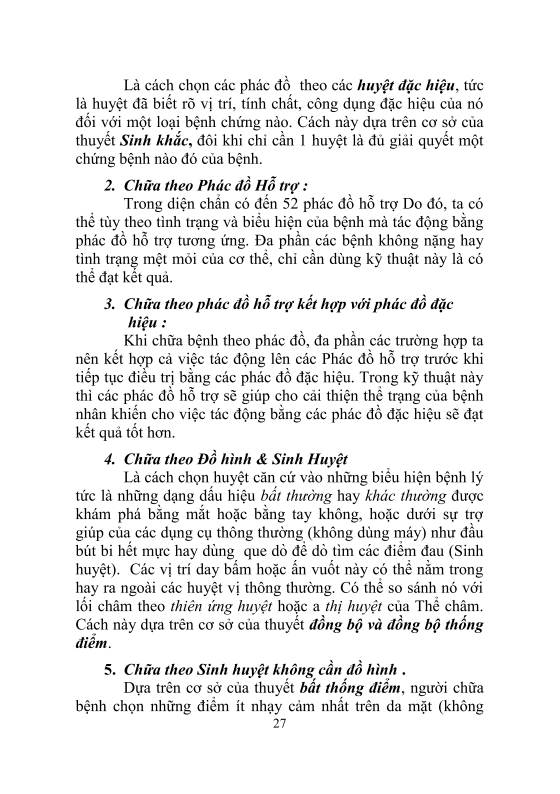 Là cách chọn các phác đồ theo các huyệt đặc hiệu, tức
là huyệt đã biết rõ vị trí, tính chất, công dụng đặc hiệu của nó
đối với một loại bệnh chứng nào. Cách này dựa trên cơ sở của
thuyết Sinh khắc, đôi khi chỉ cần 1 huyệt là đủ giải quyết một
chứng bệnh nào đó của bệnh.
2. Chữa theo Phác đồ Hỗ trợ :
Trong diện chẩn có đến 52 phác đồ hỗ trợ Do đó, ta có
thể tùy theo tình trạng và biểu hiện của bệnh mà tác động bằng
phác đồ hỗ trợ tương ứng. Đa phần các bệnh không nặng hay
tình trạng mệt mỏi của cơ thể, chỉ cần dùng kỹ thuật này là có
thể đạt kết quả.
3. Chữa theo phác đồ hỗ trợ kết hợp với phác đồ đặc
hiệu :
Khi chữa bệnh theo phác đồ, đa phần các trường hợp ta
nên kết hợp cả việc tác động lên các Phác đồ hỗ trợ trước khi
tiếp tục điều trị bằng các phác đồ đặc hiệu. Trong kỹ thuật này
thì các phác đồ hỗ trợ sẽ giúp cho cải thiện thể trạng của bệnh
nhân khiến cho việc tác động bằng các phác đồ đặc hiệu sẽ đạt
kết quả tốt hơn.
4. Chữa theo Đồ hình & Sinh Huyệt
Là cách chọn huyệt căn cứ vào những biểu hiện bệnh lý
tức là những dạng dấu hiệu bất thường hay khác thường được
khám phá bằng mắt hoặc bằng tay không, hoặc dưới sự trợ
giúp của các dụng cụ thông thường (không dùng máy) như đầu
bút bi hết mực hay dùng que dò để dò tìm các điểm đau (Sinh
huyệt). Các vị trí day bấm hoặc ấn vuốt này có thể nằm trong
hay ra ngoài các huyệt vị thông thường. Có thể so sánh nó với
lối châm theo thiên ứng huyệt hoặc a thị huyệt của Thể châm.
Cách này dựa trên cơ sở của thuyết đồng bộ và đồng bộ thống
điểm.
5. Chữa theo Sinh huyệt không cần đồ hình .
Dựa trên cơ sở của thuyết bất thống điểm, người chữa
bệnh chọn những điểm ít nhạy cảm nhất trên da mặt (không
27